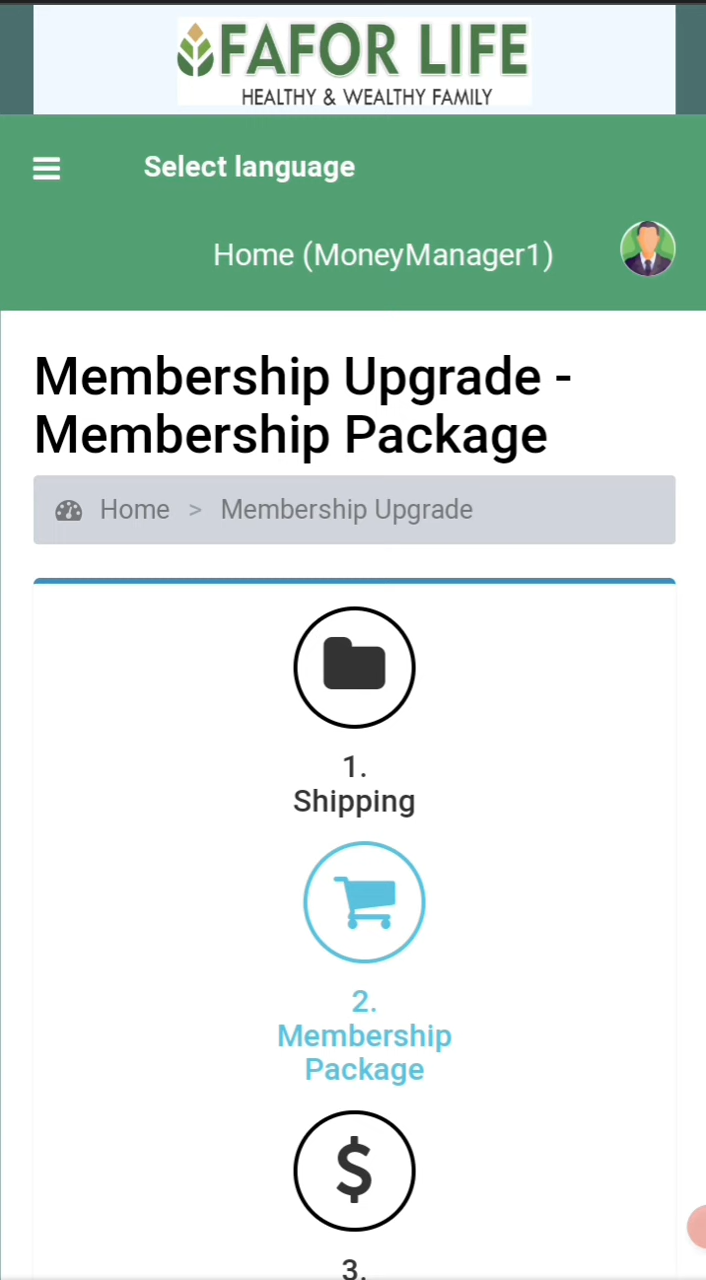 FAFOR LIFE
HEALTHY & WEALTHY FAMILY
Select language
Home (MoneyManager1)
Membership Upgrade -
Membership Package
Home > Membership Upgrade
1.
Shipping
2.
Membership
Package
$
3.